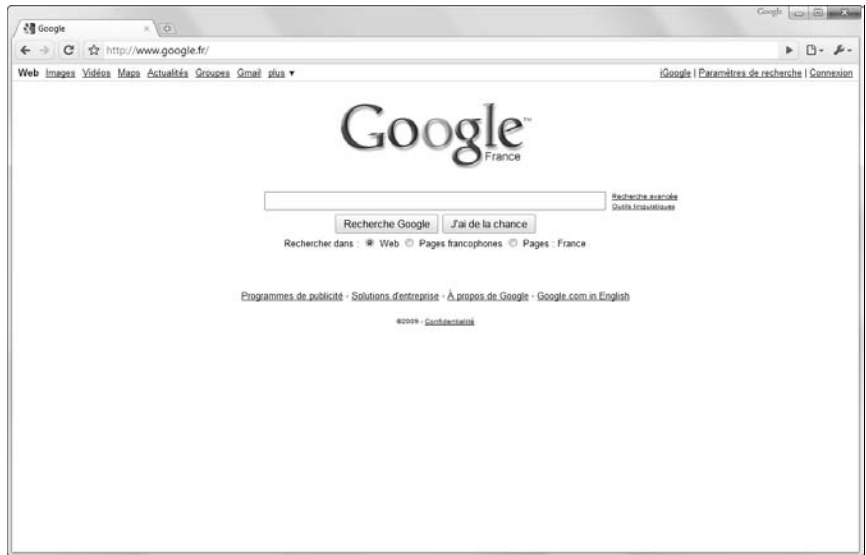 Google
Google
http://www.google.fr/
Web Images Vidéos Maps Actualités Groupes Gmail plus ▼ iGoogle | Paramètres de recherche | Connexion
Google™
France
Recherche avancée
Outils linguistiques
Recherche Google J'ai de la chance
Rechercher dans : Web Pages francophones Pages : France
Programmes de publicité - Solutions d'entreprise - À propos de Google - Google.com in English
©2009 - Confidentialité